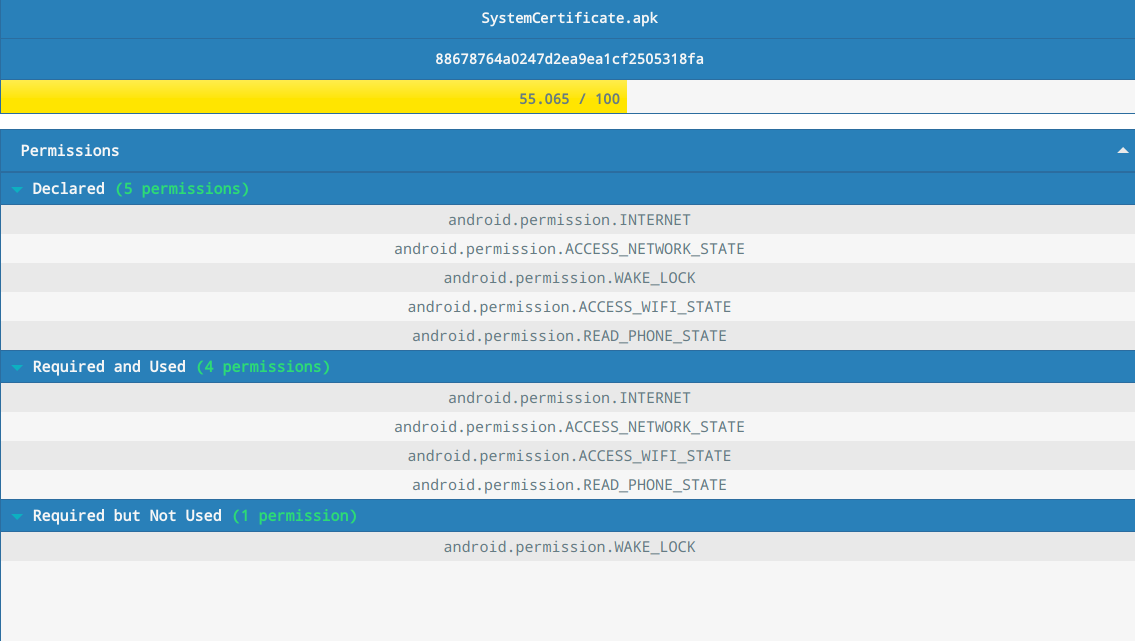 SystemCertificate.apk
88678764a0247d2ea9ea1cf2505318fa
55.065 / 100
Permissions
Declared (5 permissions)
android.permission.INTERNET
android.permission.ACCESS_NETWORK_STATE
android.permission.WAKE_LOCK
android.permission.ACCESS_WIFI_STATE
android.permission.READ_PHONE_STATE
Required and Used (4 permissions)
android.permission.INTERNET
android.permission.ACCESS_NETWORK_STATE
android.permission.ACCESS_WIFI_STATE
android.permission.READ_PHONE_STATE
Required but Not Used (1 permission)
android.permission.WAKE_LOCK